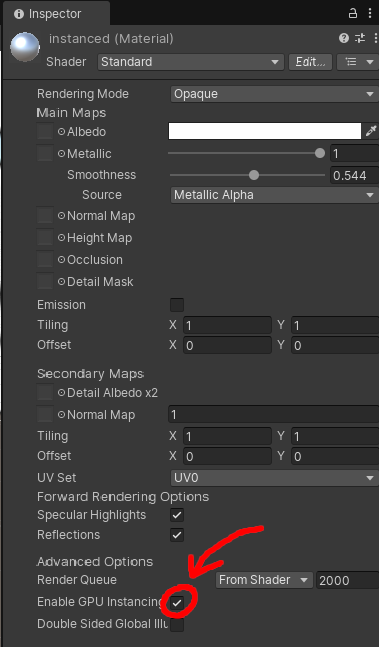 Inspector
instanced (Material)
Shader Standard Edit...
Rendering Mode Opaque
Main Maps
Albedo
Metallic 1
Smoothness 0.544
Source Metallic Alpha
Normal Map
Height Map
Occlusion
Detail Mask
Emission
Tiling X 1 Y 1
Offset X 0 Y 0
Secondary Maps
Detail Albedo x2
Normal Map 1
Tiling X 1 Y 1
Offset X 0 Y 0
UV Set UV0
Forward Rendering Options
Specular Highlights
Reflections
Advanced Options
Render Queue From Shader 2000
Enable GPU Instancing
Double Sided Global Illu